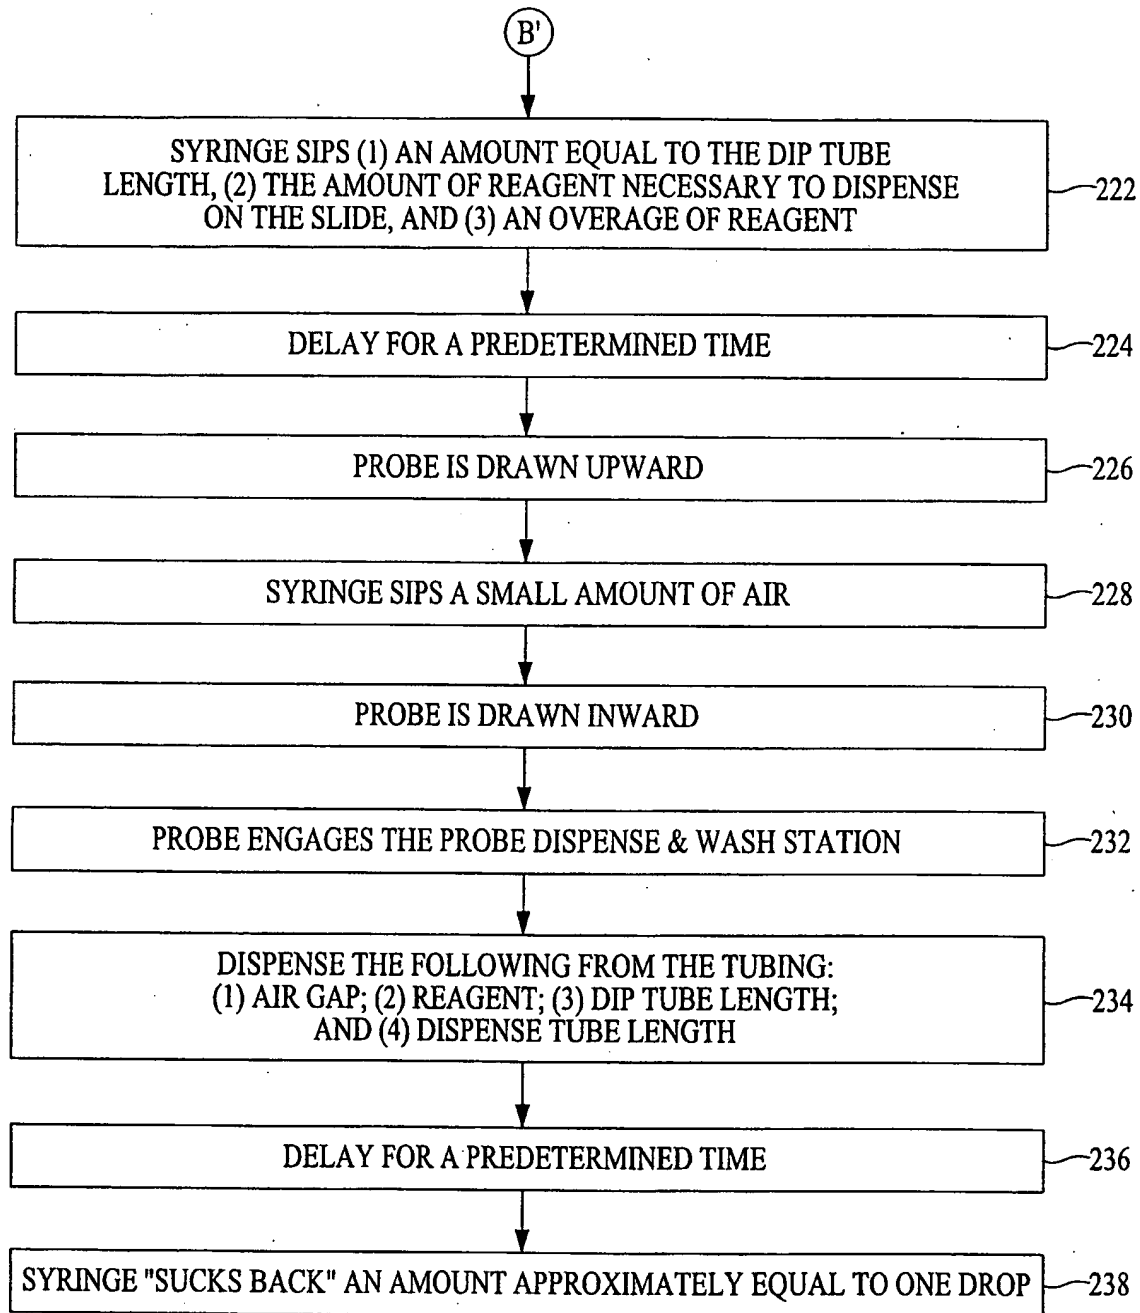 B'
SYRINGE SIPS (1) AN AMOUNT EQUAL TO THE DIP TUBE
LENGTH, (2) THE AMOUNT OF REAGENT NECESSARY TO DISPENSE
ON THE SLIDE, AND (3) AN OVERAGE OF REAGENT
222
DELAY FOR A PREDETERMINED TIME
224
PROBE IS DRAWN UPWARD
226
SYRINGE SIPS A SMALL AMOUNT OF AIR
228
PROBE IS DRAWN INWARD
230
PROBE ENGAGES THE PROBE DISPENSE & WASH STATION
232
DISPENSE THE FOLLOWING FROM THE TUBING:
(1) AIR GAP; (2) REAGENT; (3) DIP TUBE LENGTH;
AND (4) DISPENSE TUBE LENGTH
234
DELAY FOR A PREDETERMINED TIME
236
SYRINGE "SUCKS BACK" AN AMOUNT APPROXIMATELY EQUAL TO ONE DROP
238